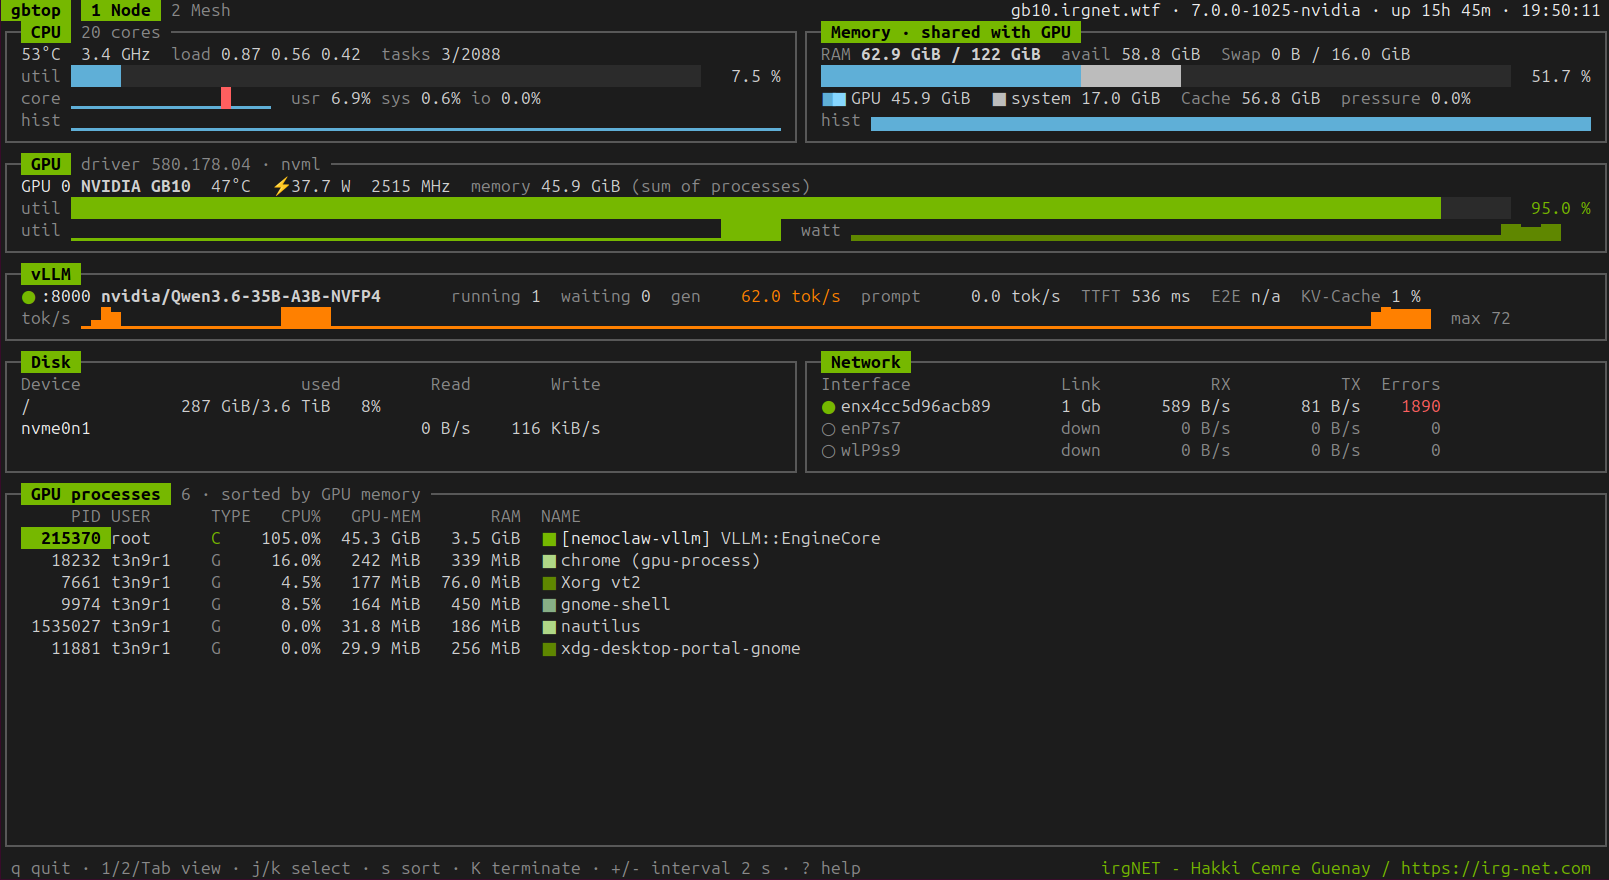 gbtop 1 Node 2 Mesh gb10.irgnet.wtf · 7.0.0-1025-nvidia · up 15h 45m · 19:50:11
CPU 20 cores
53°C 3.4 GHz load 0.87 0.56 0.42 tasks 3/2088
util 7.5 %
core usr 6.9% sys 0.6% io 0.0%
hist
Memory · shared with GPU
RAM 62.9 GiB / 122 GiB avail 58.8 GiB Swap 0 B / 16.0 GiB
51.7 %
GPU 45.9 GiB system 17.0 GiB Cache 56.8 GiB pressure 0.0%
hist
GPU driver 580.178.04 · nvml
GPU 0 NVIDIA GB10 47°C ⚡37.7 W 2515 MHz memory 45.9 GiB (sum of processes)
util 95.0 %
util watt
vLLM
:8000 nvidia/Qwen3.6-35B-A3B-NVFP4 running 1 waiting 0 gen 62.0 tok/s prompt 0.0 tok/s TTFT 536 ms E2E n/a KV-Cache 1 %
tok/s max 72
Disk
Device used Read Write
/ 287 GiB/3.6 TiB 8%
nvme0n1 0 B/s 116 KiB/s
Network
Interface Link RX TX Errors
enx4cc5d96acb89 1 Gb 589 B/s 81 B/s 1890
enP7s7 down 0 B/s 0 B/s 0
wlP9s9 down 0 B/s 0 B/s 0
GPU processes 6 · sorted by GPU memory
PID USER TYPE CPU% GPU-MEM RAM NAME
215370 root C 105.0% 45.3 GiB 3.5 GiB [nemoclaw-vllm] VLLM::EngineCore
18232 t3n9r1 G 16.0% 242 MiB 339 MiB chrome (gpu-process)
7661 t3n9r1 G 4.5% 177 MiB 76.0 MiB Xorg vt2
9974 t3n9r1 G 8.5% 164 MiB 450 MiB gnome-shell
1535027 t3n9r1 G 0.0% 31.8 MiB 186 MiB nautilus
11881 t3n9r1 G 0.0% 29.9 MiB 256 MiB xdg-desktop-portal-gnome
q quit · 1/2/Tab view · j/k select · s sort · K terminate · +/- interval 2 s · ? help irgNET - Hakki Cemre Guenay / https://irg-net.com